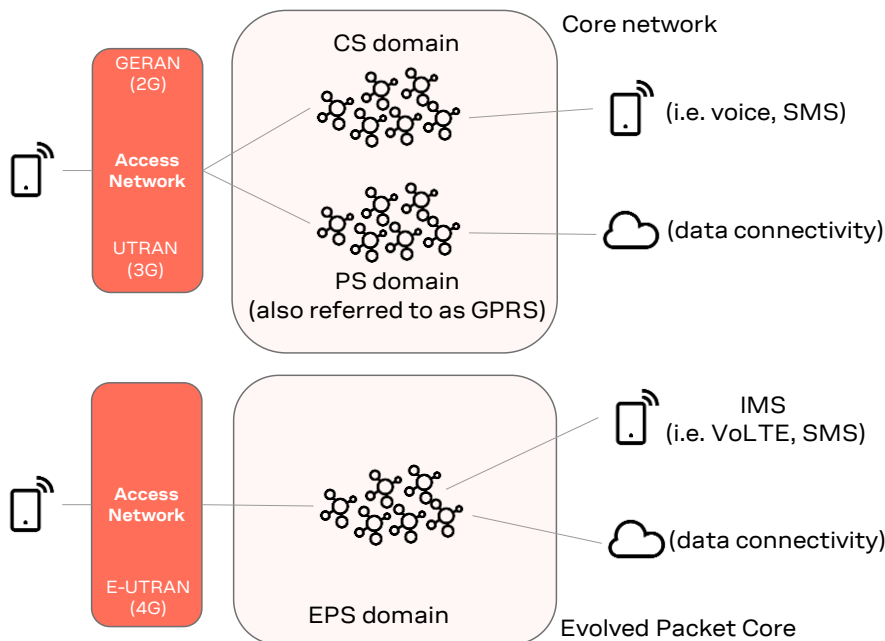 CS domain
Core network
GERAN
(2G)
(i.e. voice, SMS)
Access
Network
UTRAN
(3G)
(data connectivity)
PS domain
(also referred to as GPRS)
IMS
(i.e. VoLTE, SMS)
Access
Network
(data connectivity)
E-UTRAN
(4G)
EPS domain
Evolved Packet Core